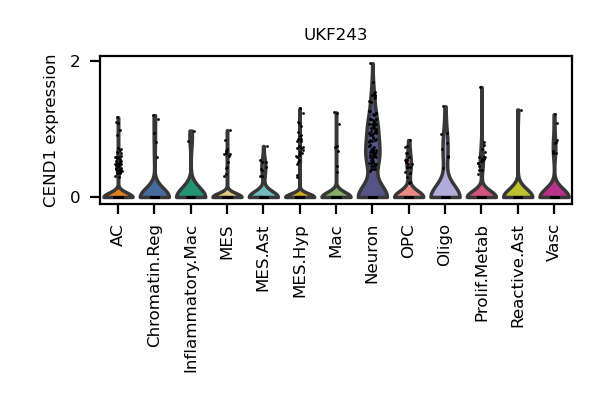 UKF243
CEND1 expression
2
0
AC
Chromatin.Reg
Inflammatory.Mac
MES
MES.Ast
MES.Hyp
Mac
Neuron
OPC
Oligo
Prolif.Metab
Reactive.Ast
Vasc